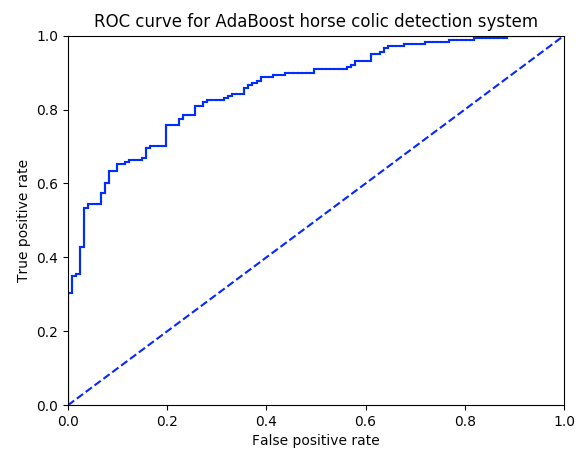 ROC curve for AdaBoost horse colic detection system
1.0
0.8
0.6
0.4
0.2
0.0
True positive rate
0.0 0.2 0.4 0.6 0.8 1.0
False positive rate